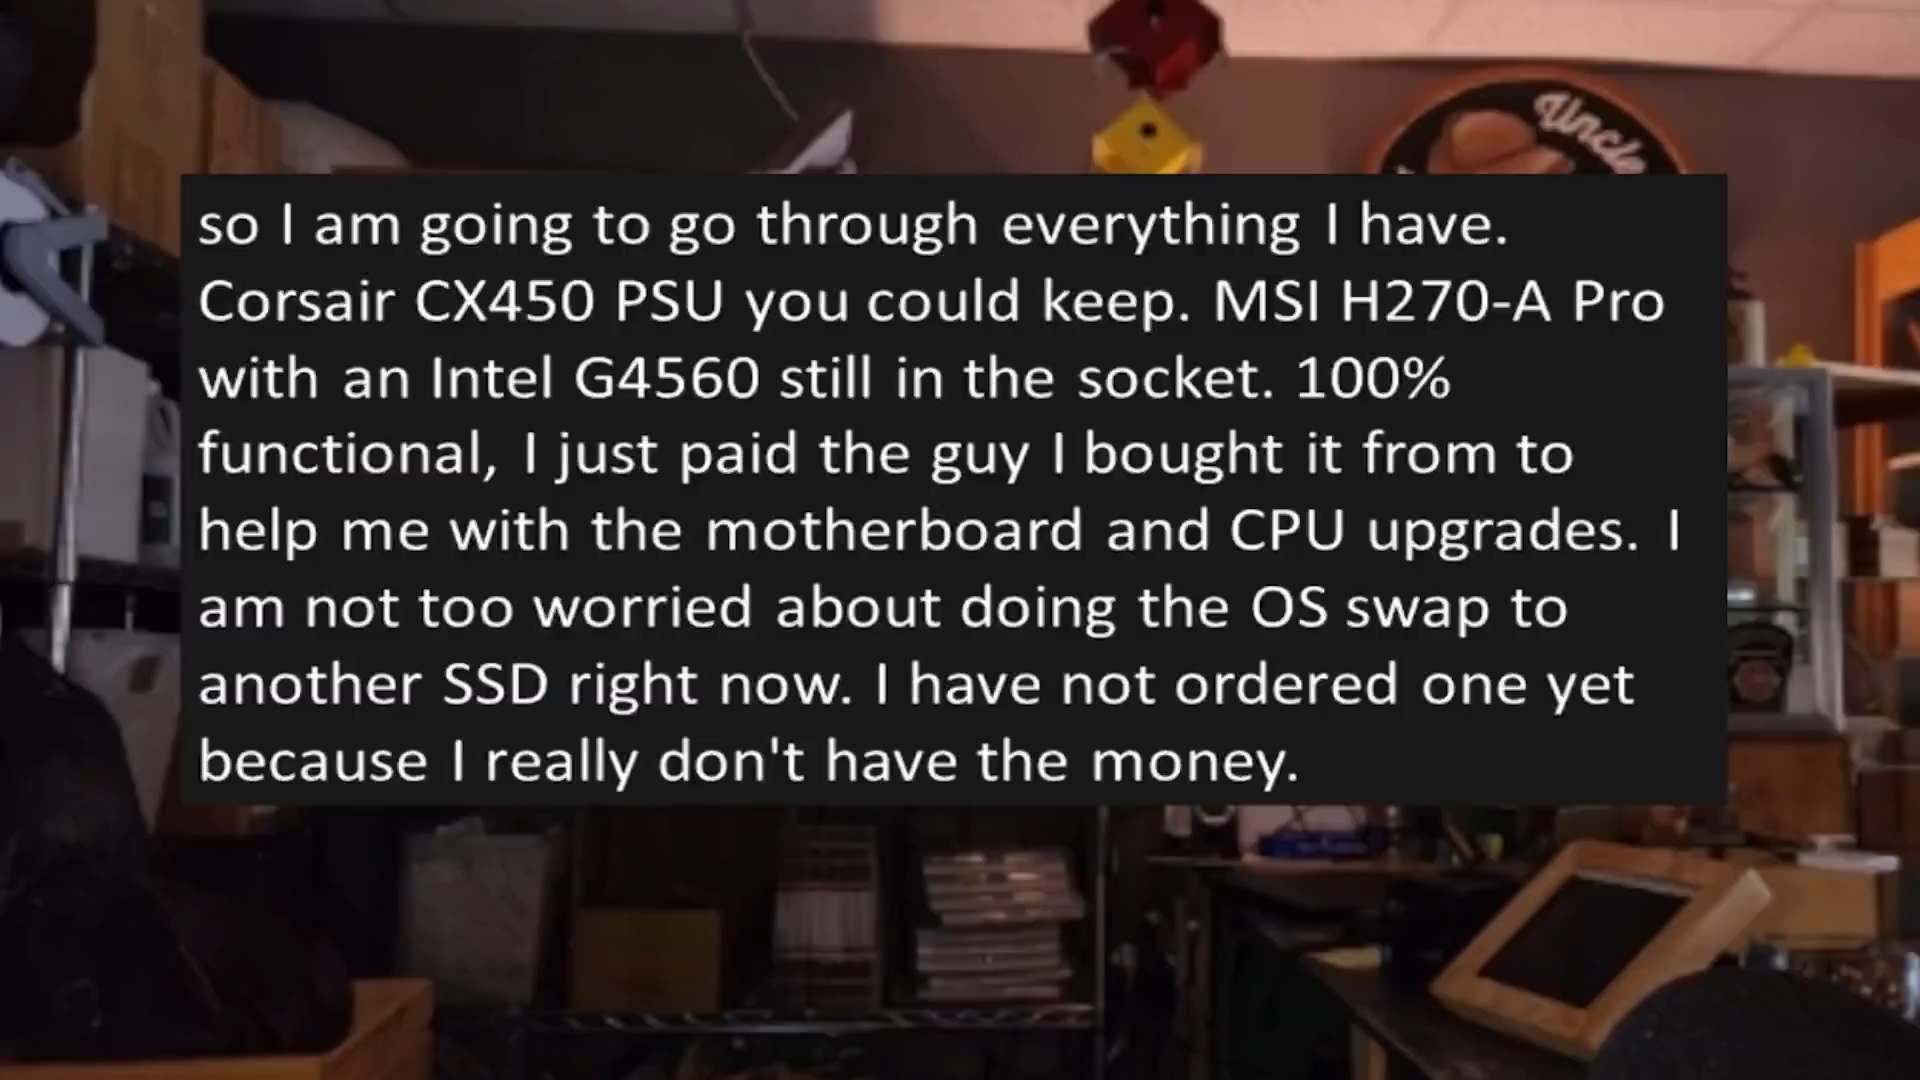 Uncle
so I am going to go through everything I have.
Corsair CX450 PSU you could keep. MSI H270-A Pro
with an Intel G4560 still in the socket. 100%
functional, I just paid the guy I bought it from to
help me with the motherboard and CPU upgrades. I
am not too worried about doing the OS swap to
another SSD right now. I have not ordered one yet
because I really don't have the money.